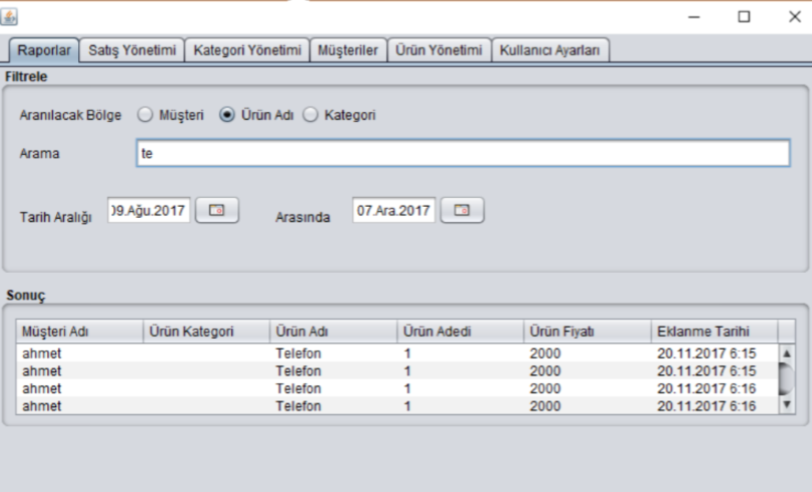 Raporlar Satış Yönetimi Kategori Yönetimi Müşteriler Ürün Yönetimi Kullanıcı Ayarları
Filtrele
Aranılacak Bölge Müşteri Ürün Adı Kategori
Arama te
Tarih Aralığı 09.Ağu.2017 Arasında 07.Ara.2017
Sonuç
Müşteri Adı Ürün Kategori Ürün Adı Ürün Adedi Ürün Fiyatı Eklanme Tarihi
ahmet Telefon 1 2000 20.11.2017 6:15
ahmet Telefon 1 2000 20.11.2017 6:15
ahmet Telefon 1 2000 20.11.2017 6:16
ahmet Telefon 1 2000 20.11.2017 6:16